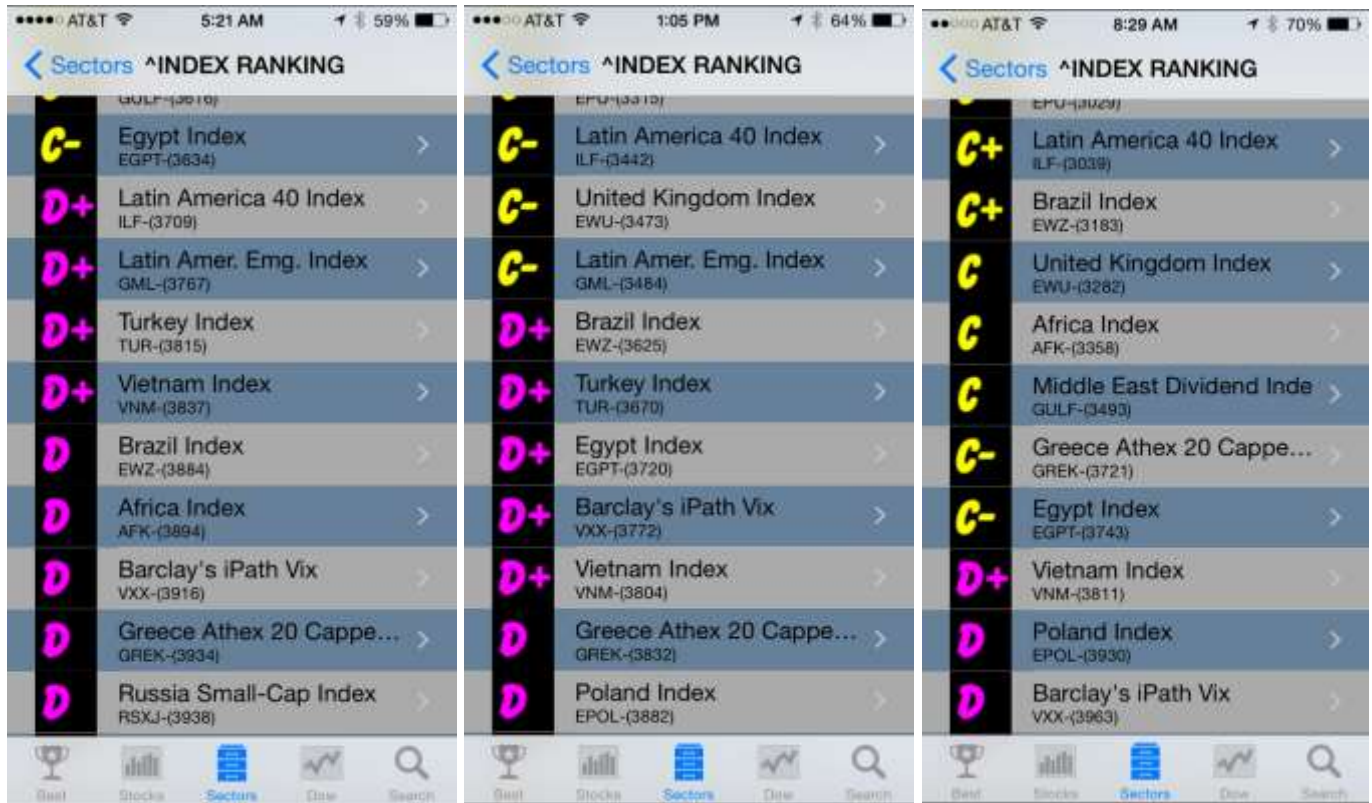 AT&T 5:21 AM 59%
Sectors ^INDEX RANKING
GULF-(3616)
C- Egypt Index
EGPT-(3634)
D+ Latin America 40 Index
ILF-(3709)
D+ Latin Amer. Emg. Index
GML-(3767)
D+ Turkey Index
TUR-(3815)
D+ Vietnam Index
VNM-(3837)
D Brazil Index
EWZ-(3884)
D Africa Index
AFK-(3894)
D Barclay's iPath Vix
VXX-(3916)
D Greece Athex 20 Cappe...
GREK-(3934)
D Russia Small-Cap Index
RSXJ-(3938)
Best Stocks Sectors Dow Search
AT&T 1:05 PM 64%
Sectors ^INDEX RANKING
EPU-(3315)
C- Latin America 40 Index
ILF-(3442)
C- United Kingdom Index
EWU-(3473)
C- Latin Amer. Emg. Index
GML-(3484)
D+ Brazil Index
EWZ-(3625)
D+ Turkey Index
TUR-(3670)
D+ Egypt Index
EGPT-(3720)
D+ Barclay's iPath Vix
VXX-(3772)
D+ Vietnam Index
VNM-(3804)
D Greece Athex 20 Cappe...
GREK-(3832)
D Poland Index
EPOL-(3882)
Best Stocks Sectors Dow Search
AT&T 8:29 AM 70%
Sectors ^INDEX RANKING
EPU-(3029)
C+ Latin America 40 Index
ILF-(3039)
C+ Brazil Index
EWZ-(3183)
C United Kingdom Index
EWU-(3282)
C Africa Index
AFK-(3358)
C Middle East Dividend Inde
GULF-(3493)
C- Greece Athex 20 Cappe...
GREK-(3721)
C- Egypt Index
EGPT-(3743)
D+ Vietnam Index
VNM-(3811)
D Poland Index
EPOL-(3930)
D Barclay's iPath Vix
VXX-(3963)
Best Stocks Sectors Dow Search